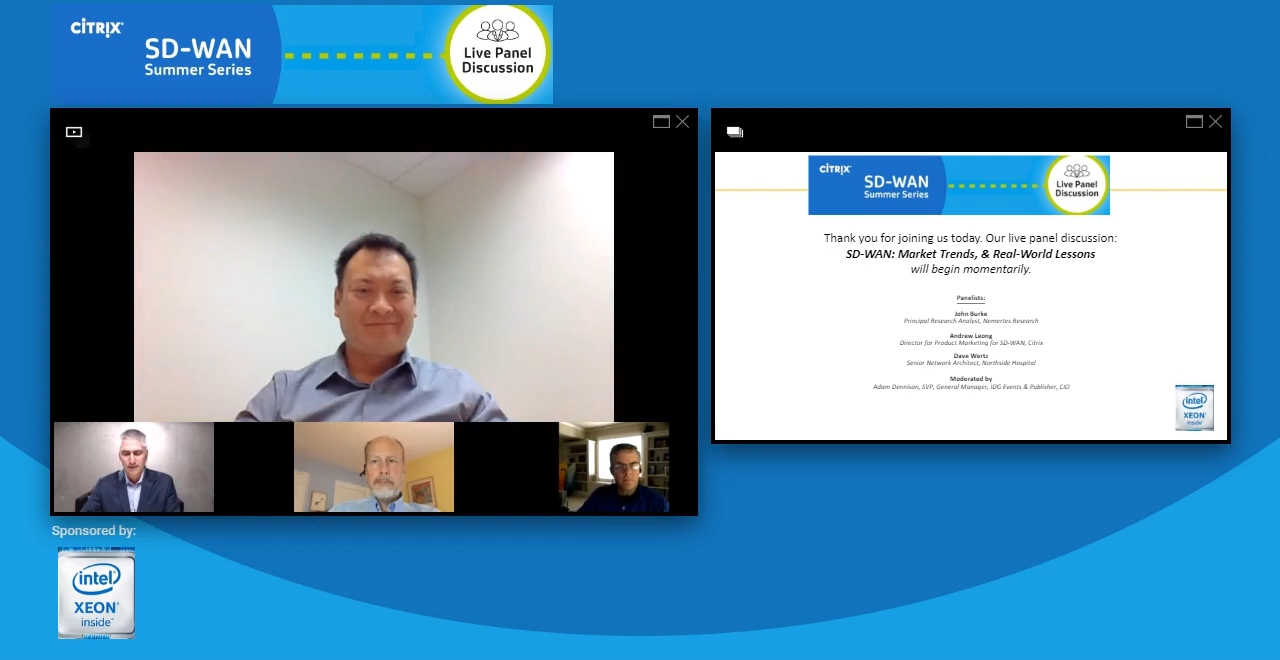 CITRIX
SD-WAN
Summer Series
Live Panel
Discussion
CITRIX
SD-WAN
Summer Series
Live Panel
Discussion
Thank you for joining us today. Our live panel discussion:
SD-WAN: Market Trends, & Real-World Lessons
will begin momentarily.
Panelists:
John Burke
Principal Research Analyst, Nemertes Research
Andrew Leong
Director for Product Marketing for SD-WAN, Citrix
Dave Wertz
Senior Network Architect, Northside Hospital
Moderated by
Adam Dennison, SVP, General Manager, IDG Events & Publisher, CIO
intel
XEON
inside
Sponsored by:
intel
XEON
inside